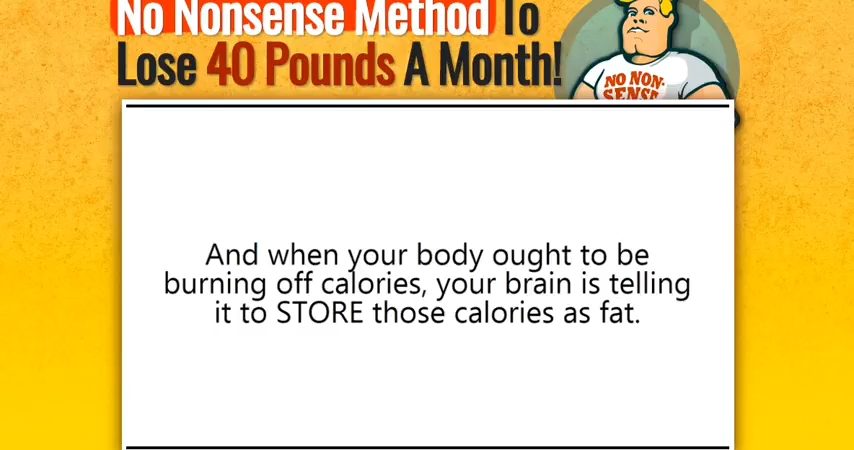 No Nonsense Method To
Lose 40 Pounds A Month!
NO NON-
SENSE
And when your body ought to be
burning off calories, your brain is telling
it to STORE those calories as fat.